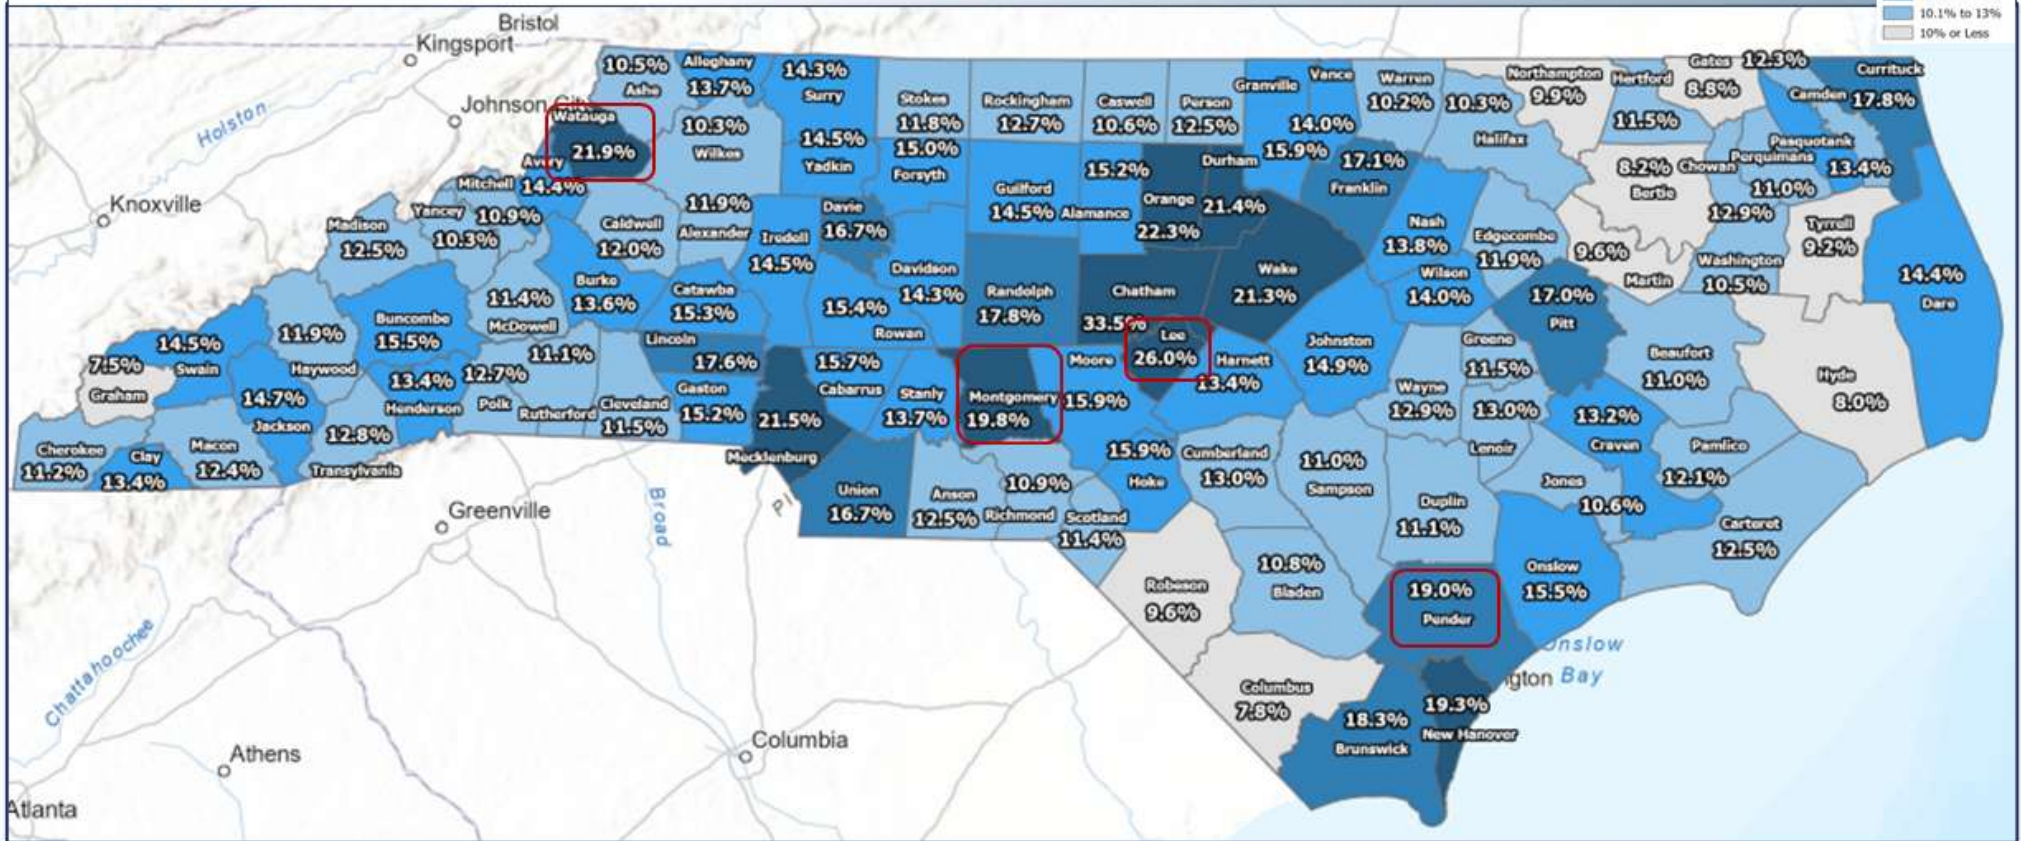 10.1% to 13%
10% or Less
Bristol
Kingsport
Johnson City
Holston
Knoxville
10.5%
Ashe
Alleghany
13.7%
14.3%
Surry
Stokes
11.8%
Rockingham
12.7%
Caswell
10.6%
Person
12.5%
Granville
15.9%
Vance
14.0%
Warren
10.2%
10.3%
Halifax
Northampton
9.9%
Hertford
11.5%
Gates
8.8%
12.3%
Camden
Currituck
17.8%
Pasquotank
13.4%
Perquimans
11.0%
Chowan
12.9%
8.2%
Bertie
Watauga
21.9%
Avery
14.4%
10.3%
Wilkes
14.5%
Yadkin
15.0%
Forsyth
Guilford
14.5%
15.2%
Alamance
Orange
22.3%
Durham
21.4%
17.1%
Franklin
Nash
13.8%
Edgecombe
11.9%
9.6%
Martin
Washington
10.5%
Tyrrell
9.2%
14.4%
Dare
Mitchell
10.9%
Yancey
10.3%
Madison
12.5%
Caldwell
12.0%
11.9%
Alexander
Iredell
14.5%
Davie
16.7%
Davidson
14.3%
Randolph
17.8%
Chatham
33.5%
Wake
21.3%
Wilson
14.0%
17.0%
Pitt
Burke
13.6%
Catawba
15.3%
15.4%
Rowan
11.4%
McDowell
Buncombe
15.5%
11.9%
Haywood
14.5%
Swain
7.5%
Graham
14.7%
Jackson
13.4%
Henderson
12.7%
Polk
11.1%
Rutherford
Cleveland
11.5%
Lincoln
17.6%
Gaston
15.2%
21.5%
Mecklenburg
15.7%
Cabarrus
Stanly
13.7%
Montgomery
19.8%
Moore
15.9%
Lee
26.0%
Harnett
13.4%
Johnston
14.9%
Greene
11.5%
Wayne
12.9%
13.0%
Lenoir
Beaufort
11.0%
Hyde
8.0%
13.2%
Craven
Pamlico
12.1%
Cherokee
11.2%
Clay
13.4%
Macon
12.4%
12.8%
Transylvania
Union
16.7%
Anson
12.5%
10.9%
Richmond
Scotland
11.4%
15.9%
Hoke
Cumberland
13.0%
11.0%
Sampson
Duplin
11.1%
Jones
10.6%
Carteret
12.5%
Onslow
15.5%
Robeson
9.6%
10.8%
Bladen
19.0%
Pender
Columbus
7.8%
18.3%
Brunswick
19.3%
New Hanover
Onslow
Bay
ngton
Greenville
Broad
PI
Chattahoochee
Athens
Columbia
Atlanta